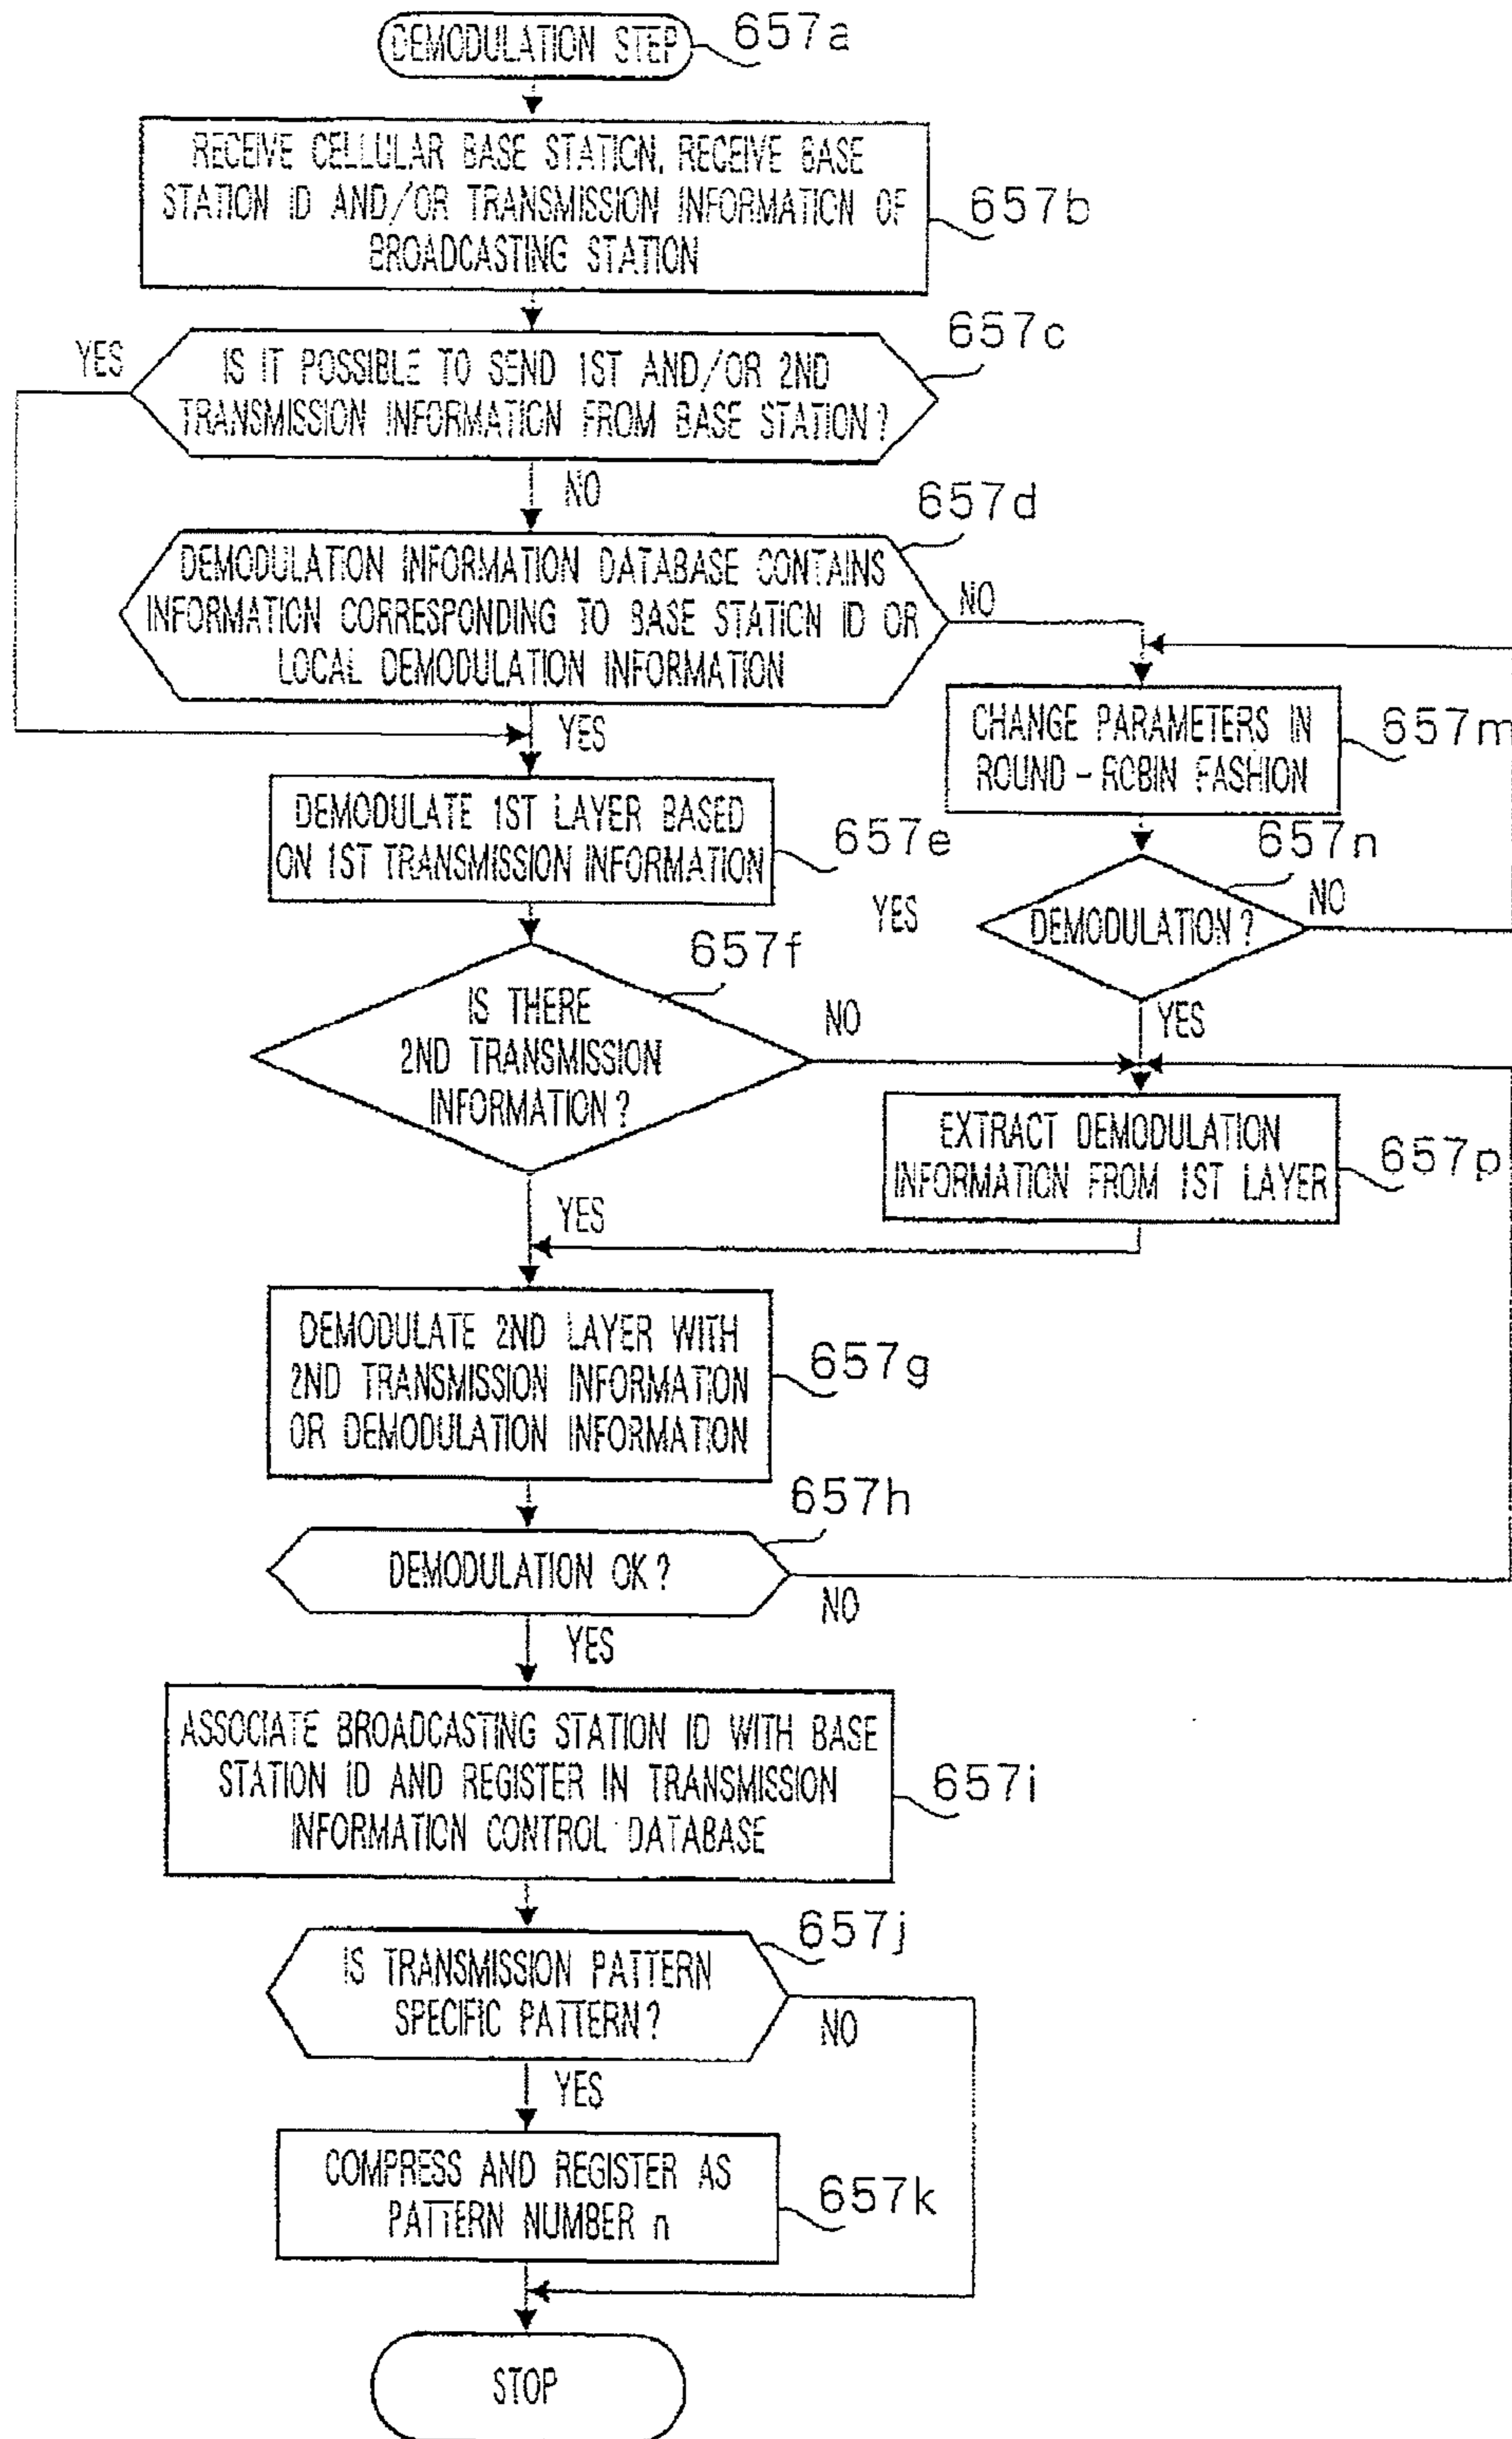 DEMODULATION STEP
657a
RECEIVE CELLULAR BASE STATION, RECEIVE BASE
STATION ID AND/OR TRANSMISSION INFORMATION OF
BROADCASTING STATION
657b
657c
YES
IS IT POSSIBLE TO SEND 1ST AND/OR 2ND
TRANSMISSION INFORMATION FROM BASE STATION?
NO
657d
DEMODULATION INFORMATION DATABASE CONTAINS
INFORMATION CORRESPONDING TO BASE STATION ID OR
LOCAL DEMODULATION INFORMATION
NO
YES
CHANGE PARAMETERS IN
ROUND-ROBIN FASHION
657m
DEMODULATE 1ST LAYER BASED
ON 1ST TRANSMISSION INFORMATION
657e
657n
YES
DEMODULATION?
NO
657f
IS THERE
2ND TRANSMISSION
INFORMATION?
NO
YES
EXTRACT DEMODULATION
INFORMATION FROM 1ST LAYER
657p
YES
DEMODULATE 2ND LAYER WITH
2ND TRANSMISSION INFORMATION
OR DEMODULATION INFORMATION
657g
657h
DEMODULATION OK?
NO
YES
ASSOCIATE BROADCASTING STATION ID WITH BASE
STATION ID AND REGISTER IN TRANSMISSION
INFORMATION CONTROL DATABASE
657i
657j
IS TRANSMISSION PATTERN
SPECIFIC PATTERN?
NO
YES
COMPRESS AND REGISTER AS
PATTERN NUMBER n
657k
STOP